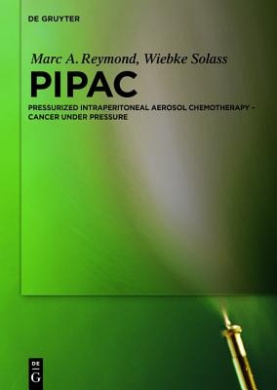 DE GRUYTER
Marc A. Reymond, Wiebke Solass
PIPAC
PRESSURIZED INTRAPERITONEAL AEROSOL CHEMOTHERAPY –
CANCER UNDER PRESSURE
DE
G